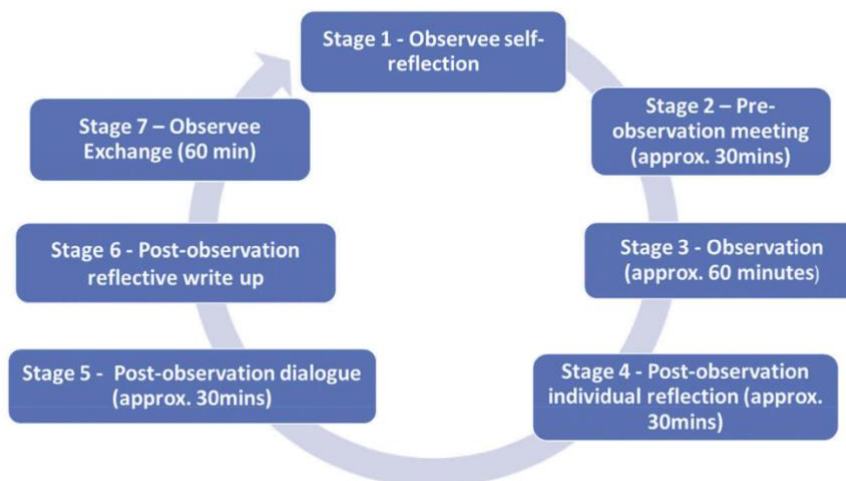 Stage 1 - Observee self-
reflection
Stage 2 – Pre-
observation meeting
(approx. 30mins)
Stage 3 - Observation
(approx. 60 minutes)
Stage 4 - Post-observation
individual reflection (approx.
30mins)
Stage 5 - Post-observation dialogue
(approx. 30mins)
Stage 6 - Post-observation
reflective write up
Stage 7 – Observee
Exchange (60 min)